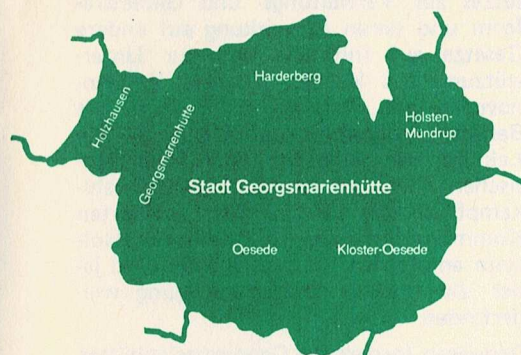 Harderberg
Holzhausen
Georgsmarienhütte
Holsten-
Mündrup
Stadt Georgsmarienhütte
Oesede
Kloster-Oesede